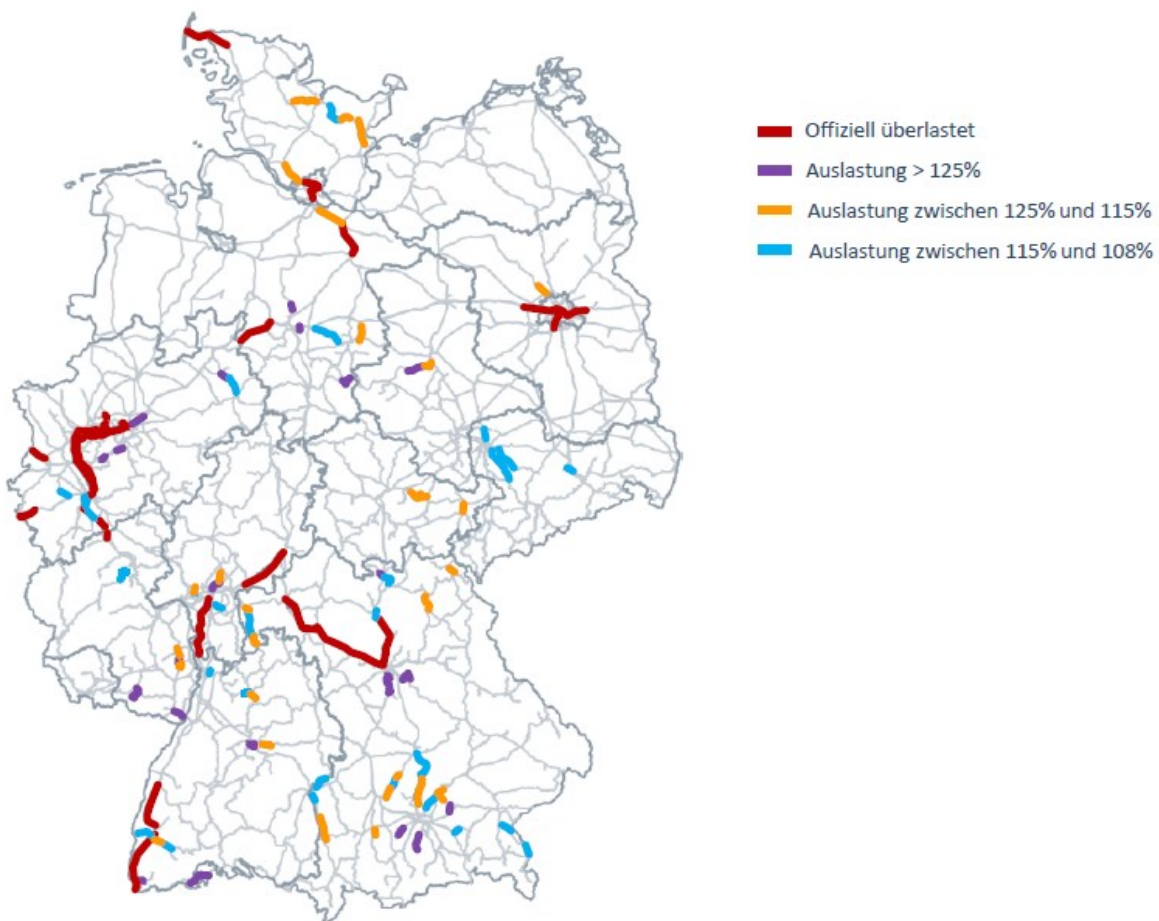 Offiziell überlastet
Auslastung > 125%
Auslastung zwischen 125% und 115%
Auslastung zwischen 115% und 108%